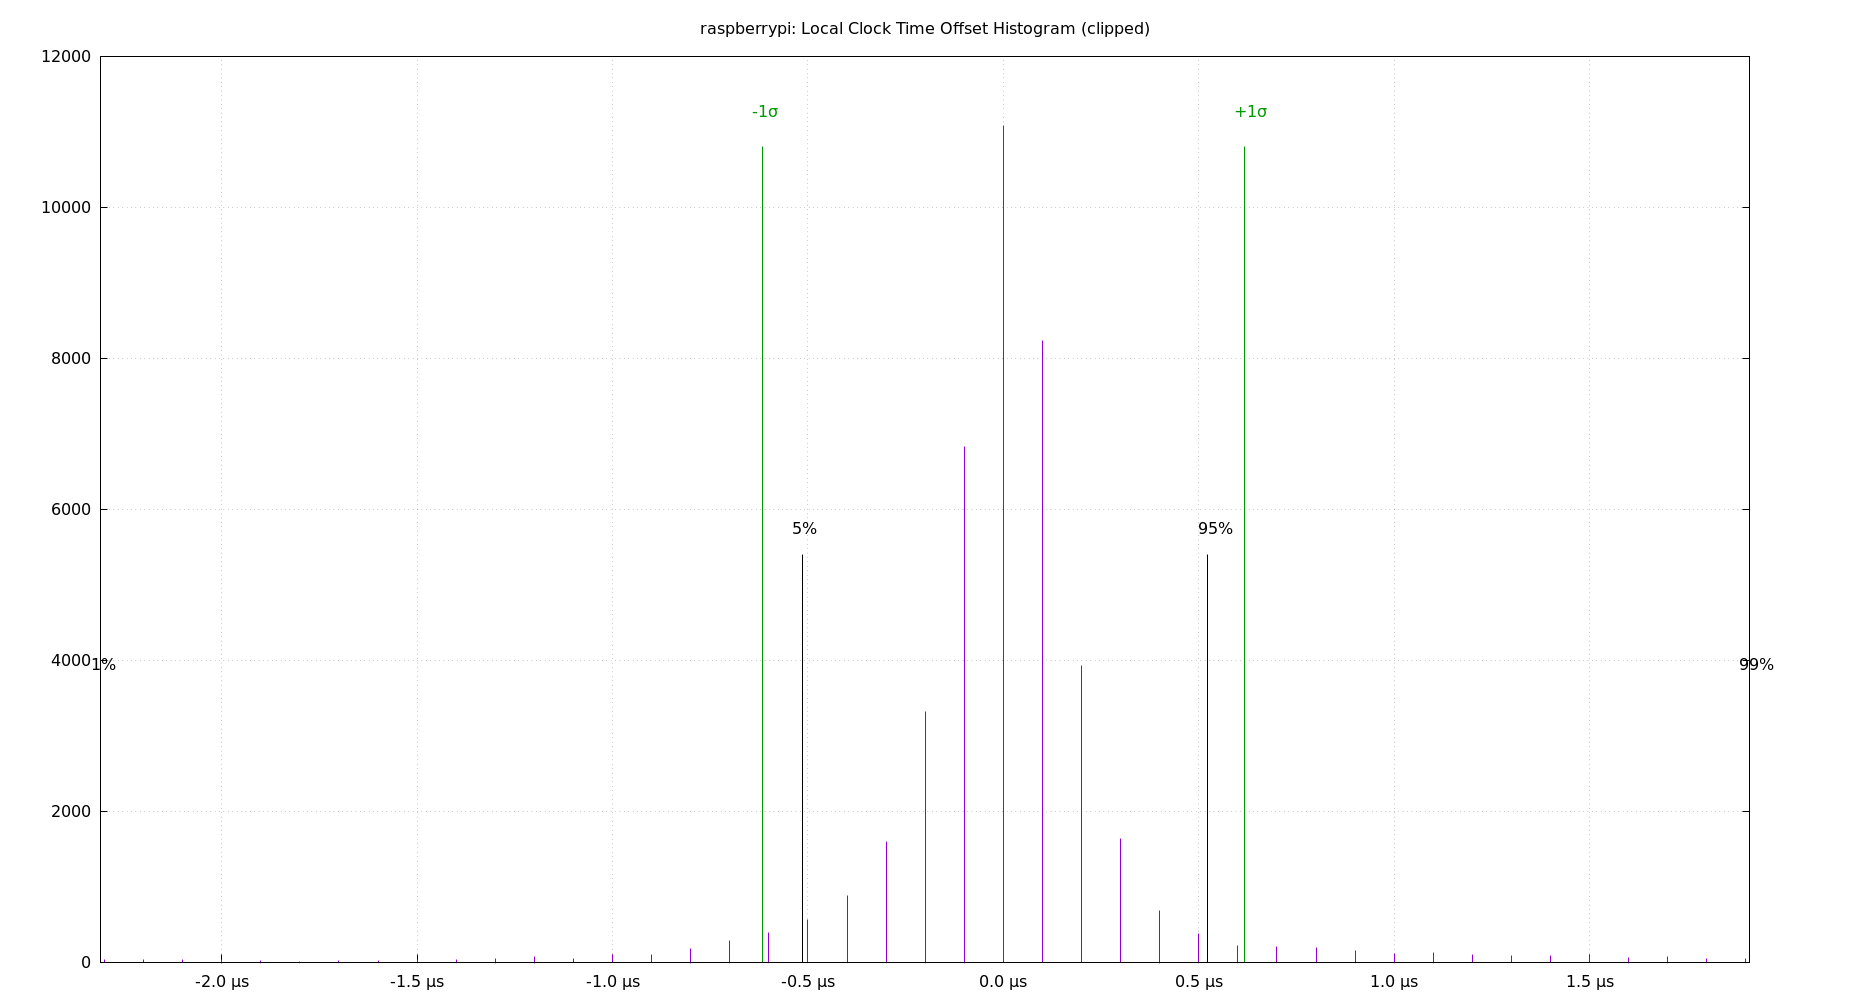 raspberrypi: Local Clock Time Offset Histogram (clipped)
12000
-1σ
+1σ
10000
8000
6000
5%
95%
4000
1%
99%
2000
0
-2.0 µs
-1.5 µs
-1.0 µs
-0.5 µs
0.0 µs
0.5 µs
1.0 µs
1.5 µs